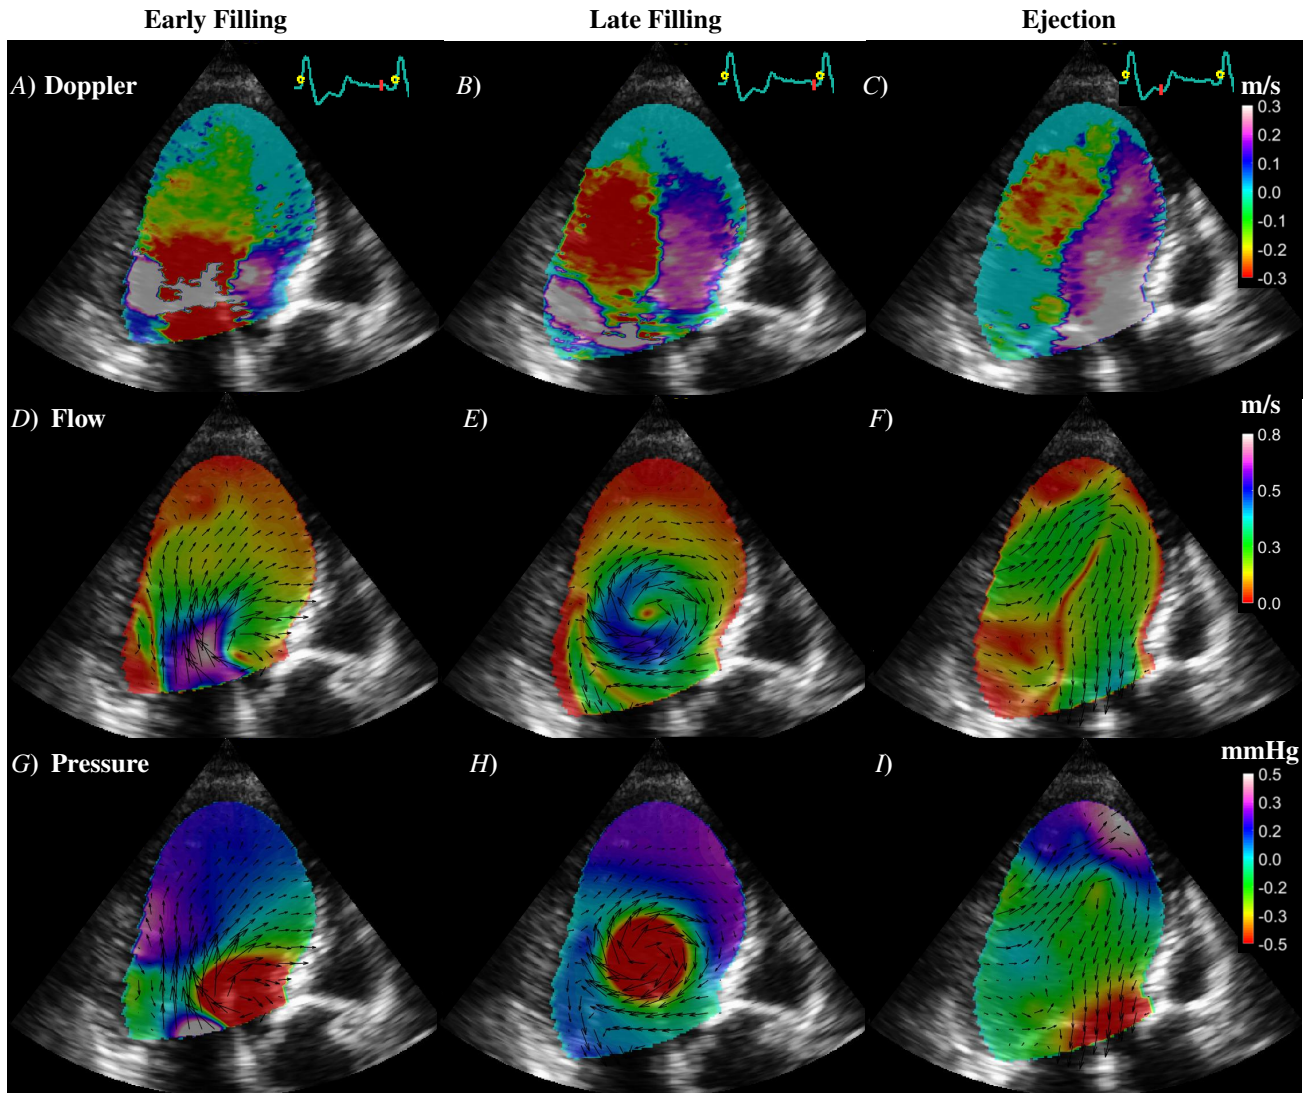 Early Filling
Late Filling
Ejection
A) Doppler
B)
C)
m/s
0.3
0.2
0.1
0.0
-0.1
-0.2
-0.3
D) Flow
E)
F)
m/s
0.8
0.7
0.5
0.3
0.0
G) Pressure
H)
I)
mmHg
0.5
0.3
0.2
0.0
-0.2
-0.3
-0.5